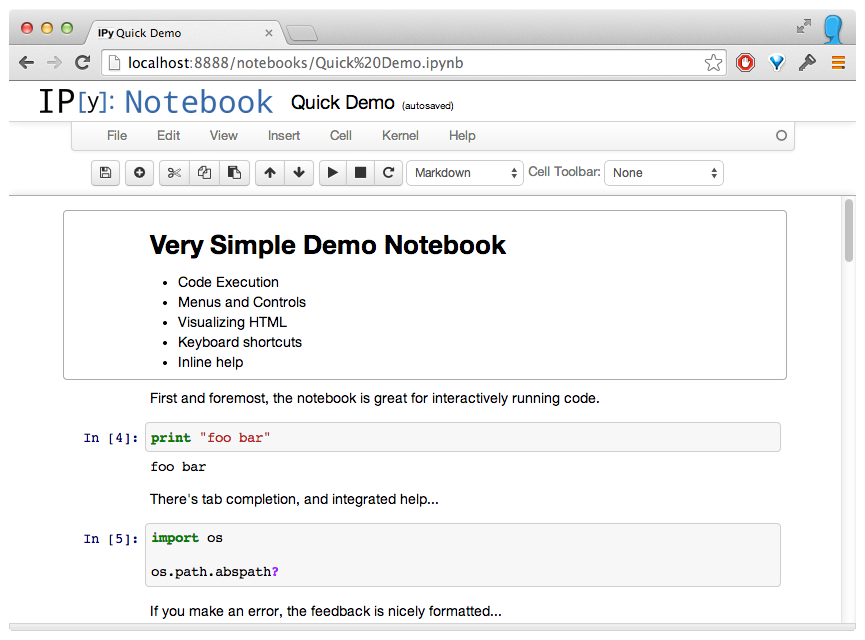 IPy Quick Demo
localhost:8888/notebooks/Quick%20Demo.ipynb
IP[y]: Notebook Quick Demo (autosaved)
File Edit View Insert Cell Kernel Help
Markdown Cell Toolbar: None
Very Simple Demo Notebook
• Code Execution
• Menus and Controls
• Visualizing HTML
• Keyboard shortcuts
• Inline help
First and foremost, the notebook is great for interactively running code.
In [4]: print "foo bar"
foo bar
There's tab completion, and integrated help...
In [5]: import os
os.path.abspath?
If you make an error, the feedback is nicely formatted...